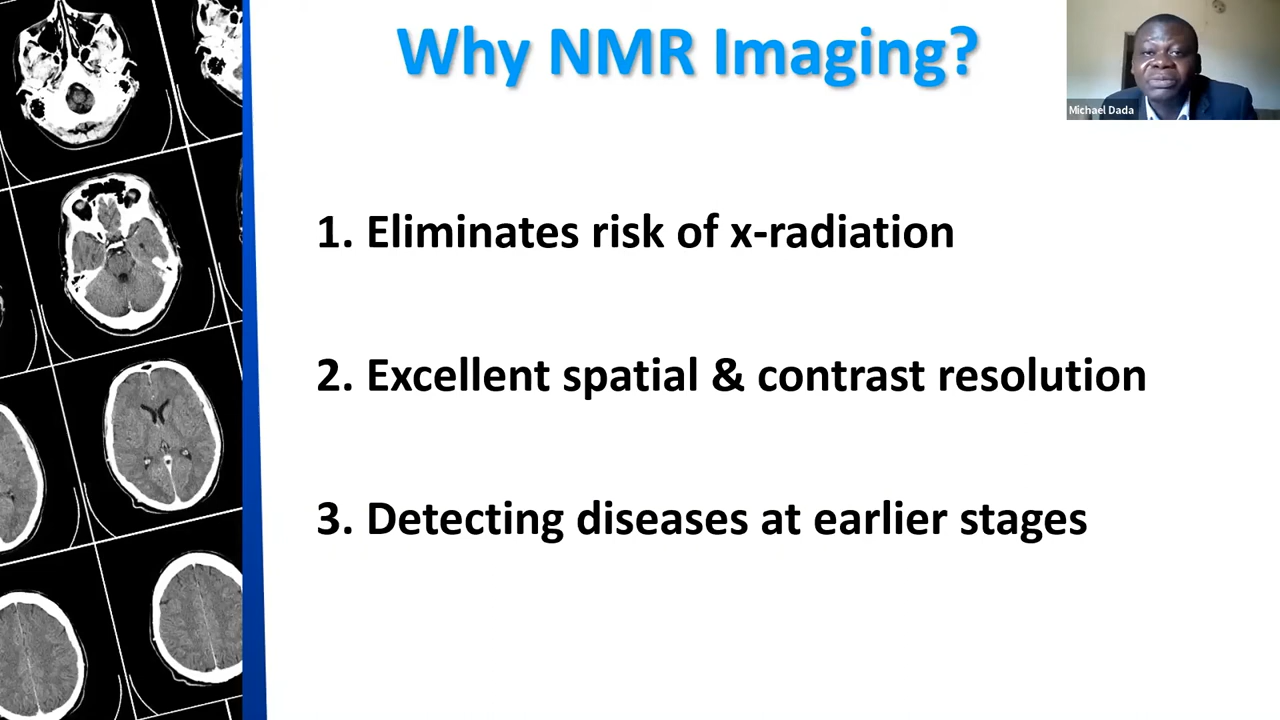 Why NMR Imaging?
Michael Dada
1. Eliminates risk of x-radiation
2. Excellent spatial & contrast resolution
3. Detecting diseases at earlier stages